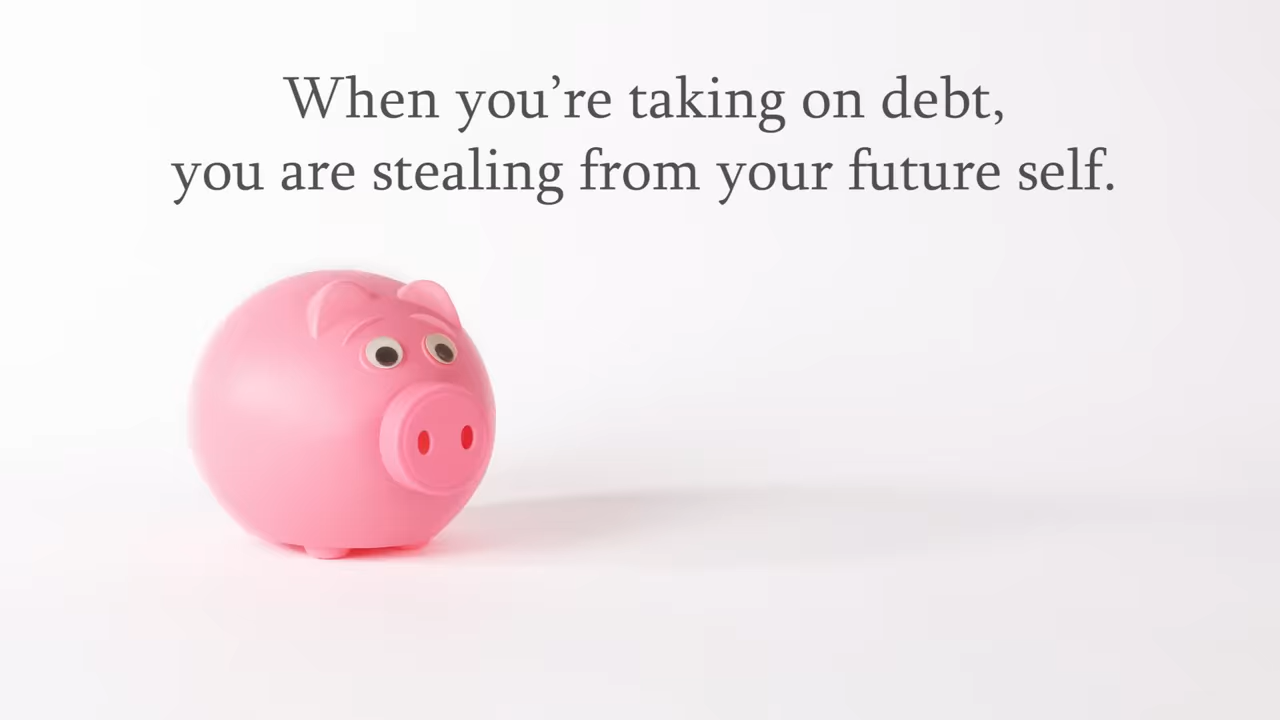 When you’re taking on debt,
you are stealing from your future self.